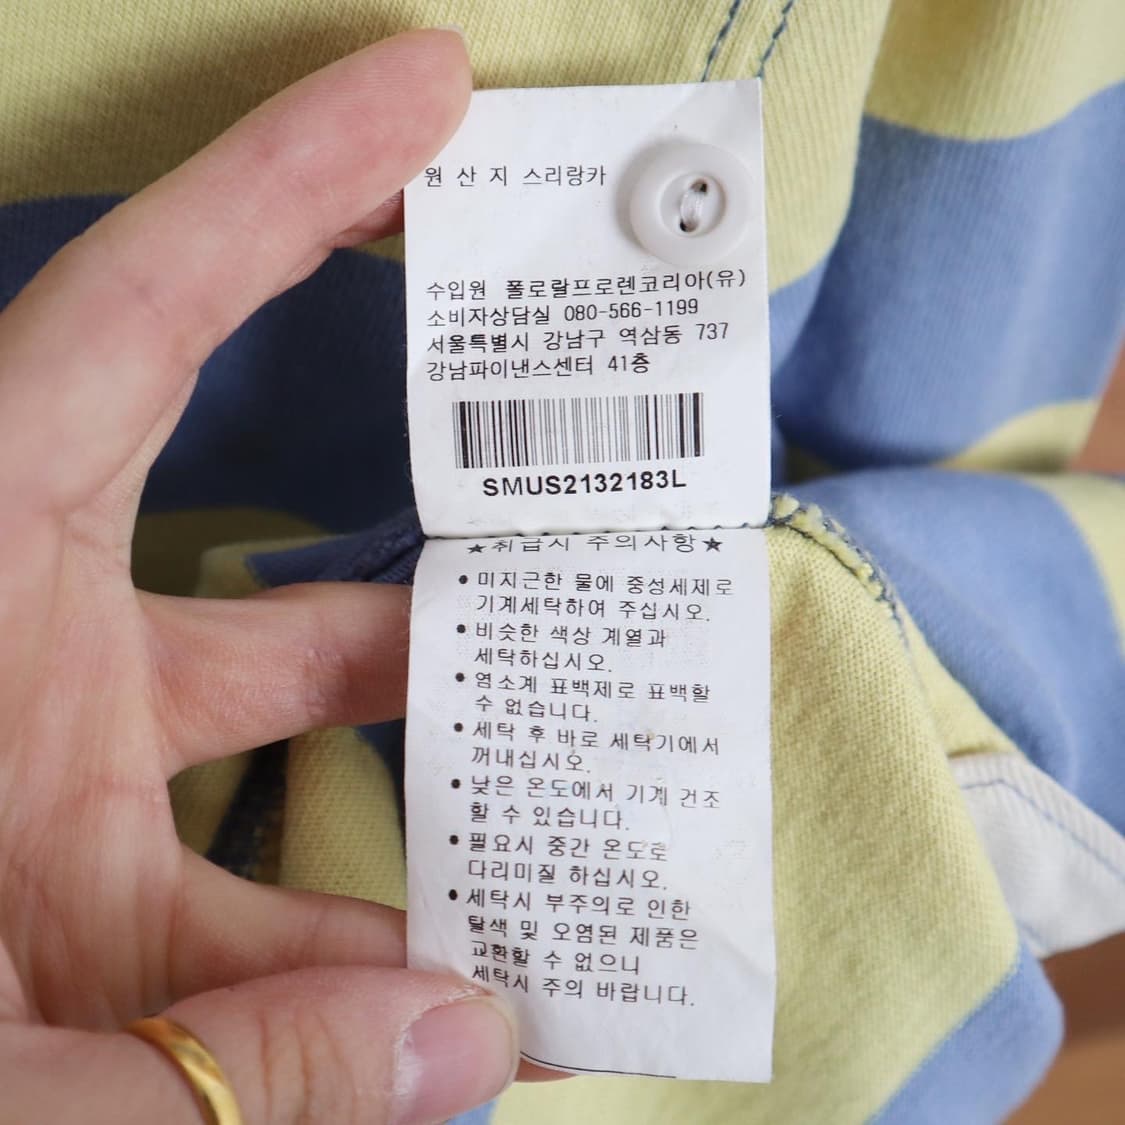 원 산 지 스리랑카
수입원 폴로랄프로렌코리아(유)
소비자상담실 080-566-1199
서울특별시 강남구 역삼동 737
강남파이낸스센터 41층
SMUS2132183L
★취급시 주의사항★
• 미지근한 물에 중성세제로
기계세탁하여 주십시오.
• 비슷한 색상 계열과
세탁하십시오.
• 염소계 표백제로 표백할
수 없습니다.
• 세탁 후 바로 세탁기에서
꺼내십시오.
• 낮은 온도에서 기계 건조
할 수 있습니다.
• 필요시 중간 온도로
다리미질 하십시오.
• 세탁시 부주의로 인한
탈색 및 오염된 제품은
교환할 수 없으니
세탁시 주의 바랍니다.